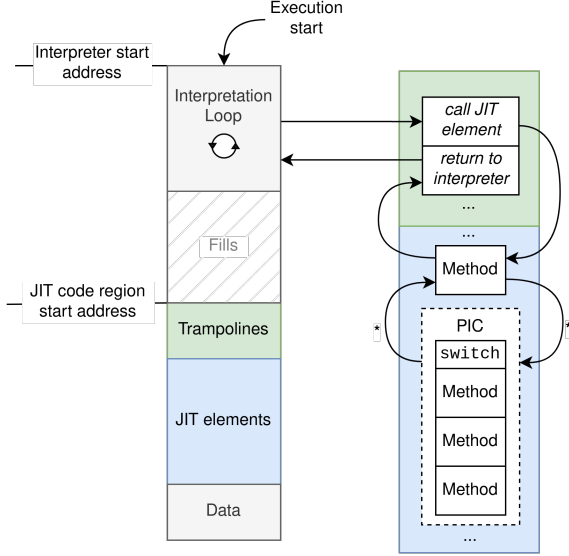 Execution
start
Interpreter start
address
Interpretation
Loop
Fills
JIT code region
start address
Trampolines
JIT elements
Data
call JIT
element
return to
interpreter
...
...
Method
*
*
PIC
switch
Method
Method
Method
...